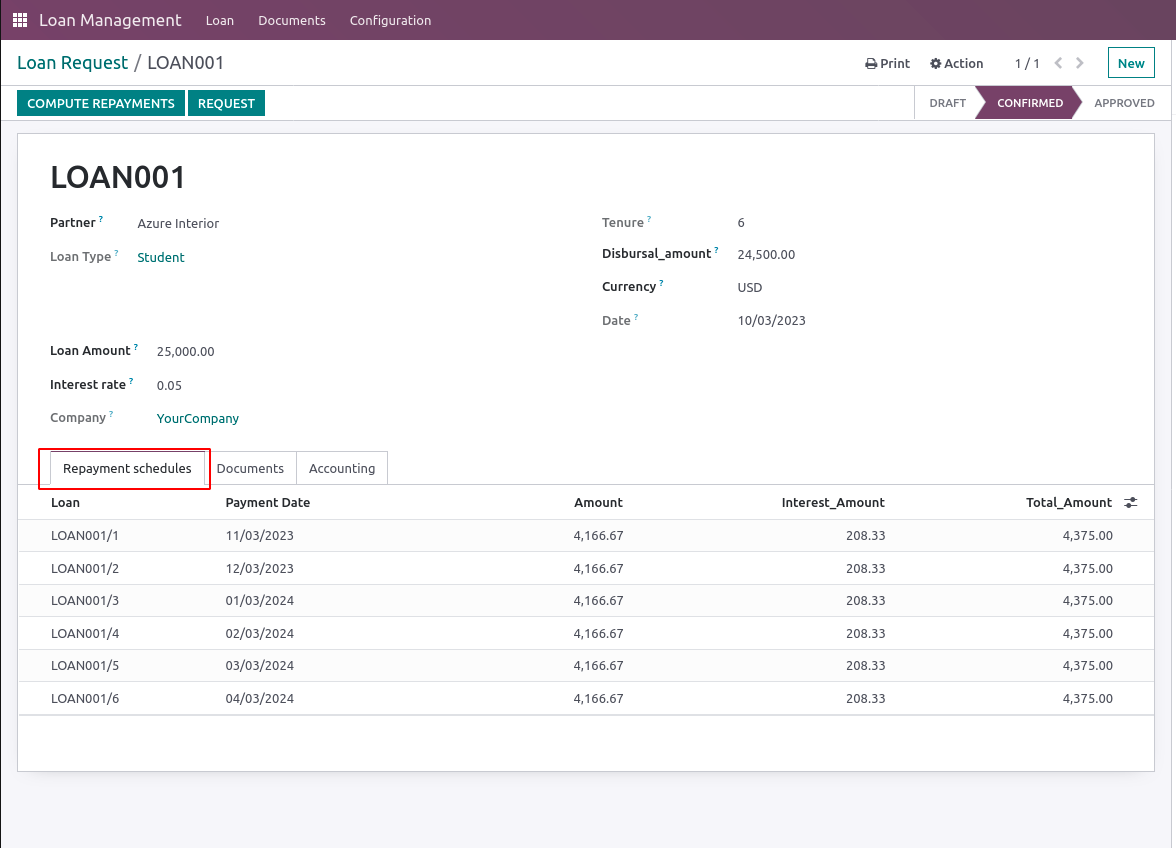 Loan Management Loan Documents Configuration
Loan Request / LOAN001 Print Action 1 / 1 New
COMPUTE REPAYMENTS REQUEST DRAFT CONFIRMED APPROVED
LOAN001
Partner ? Azure Interior
Loan Type ? Student
Tenure ? 6
Disbursal_amount ? 24,500.00
Currency ? USD
Date ? 10/03/2023
Loan Amount ? 25,000.00
Interest rate ? 0.05
Company ? YourCompany
Repayment schedules Documents Accounting
Loan Payment Date Amount Interest_Amount Total_Amount
LOAN001/1 11/03/2023 4,166.67 208.33 4,375.00
LOAN001/2 12/03/2023 4,166.67 208.33 4,375.00
LOAN001/3 01/03/2024 4,166.67 208.33 4,375.00
LOAN001/4 02/03/2024 4,166.67 208.33 4,375.00
LOAN001/5 03/03/2024 4,166.67 208.33 4,375.00
LOAN001/6 04/03/2024 4,166.67 208.33 4,375.00